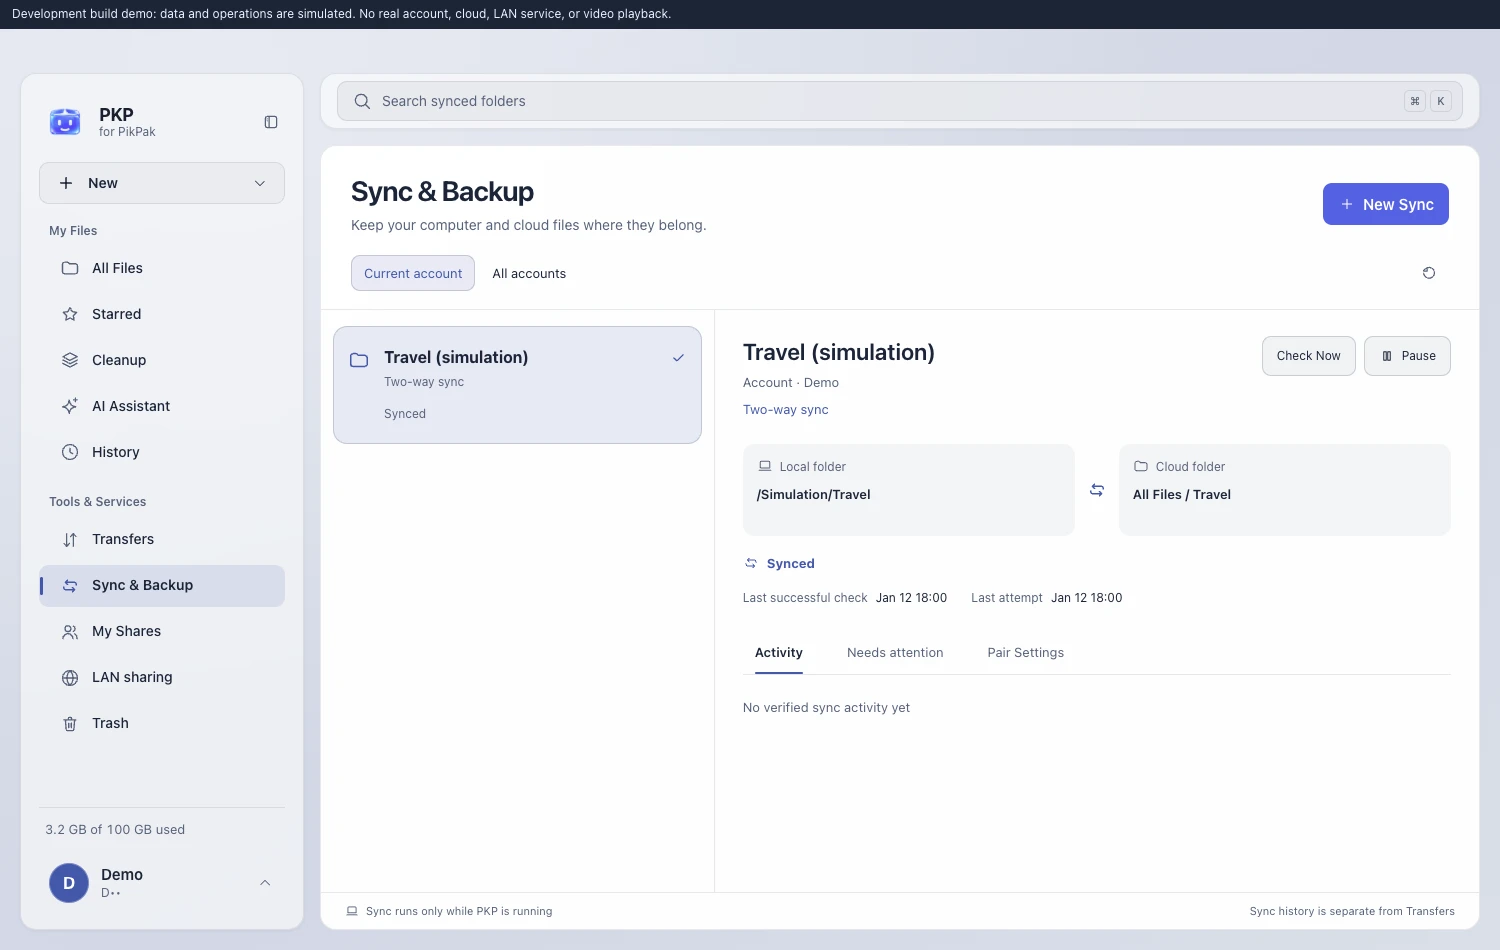 Development build demo: data and operations are simulated. No real account, cloud, LAN service, or video playback.
PKP
for PikPak
New
My Files
All Files
Starred
Cleanup
AI Assistant
History
Tools & Services
Transfers
Sync & Backup
My Shares
LAN sharing
Trash
3.2 GB of 100 GB used
D
Demo
D••
Search synced folders
⌘ K
Sync & Backup
Keep your computer and cloud files where they belong.
New Sync
Current account
All accounts
Travel (simulation)
Two-way sync
Synced
Travel (simulation)
Account · Demo
Two-way sync
Check Now
Pause
Local folder
/Simulation/Travel
Cloud folder
All Files / Travel
Synced
Last successful check Jan 12 18:00 Last attempt Jan 12 18:00
Activity
Needs attention
Pair Settings
No verified sync activity yet
Sync runs only while PKP is running
Sync history is separate from Transfers